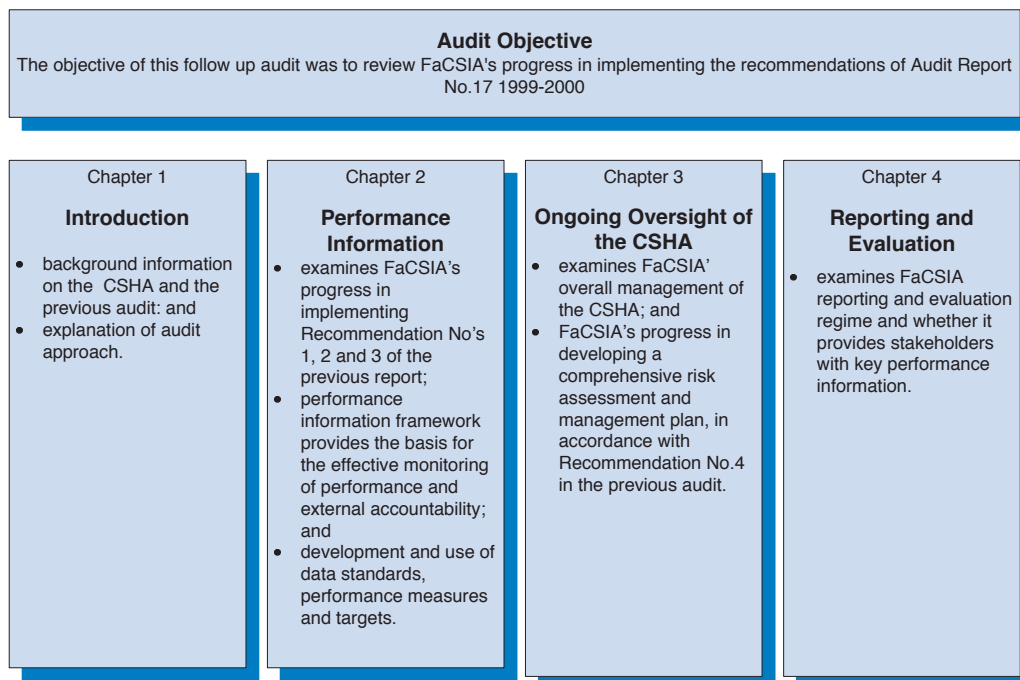 Audit Objective
The objective of this follow up audit was to review FaCSIA's progress in implementing the recommendations of Audit Report
No.17 1999-2000
Chapter 1
Introduction
• background information
on the CSHA and the
previous audit: and
• explanation of audit
approach.
Chapter 2
Performance
Information
• examines FaCSIA's
progress in
implementing
Recommendation No's
1, 2 and 3 of the
previous report;
• performance
information framework
provides the basis for
the effective monitoring
of performance and
external accountability;
and
• development and use of
data standards,
performance measures
and targets.
Chapter 3
Ongoing Oversight of
the CSHA
• examines FaCSIA'
overall management of
the CSHA; and
• FaCSIA's progress in
developing a
comprehensive risk
assessment and
management plan, in
accordance with
Recommendation No.4
in the previous audit.
Chapter 4
Reporting and
Evaluation
• examines FaCSIA
reporting and evaluation
regime and whether it
provides stakeholders
with key performance
information.